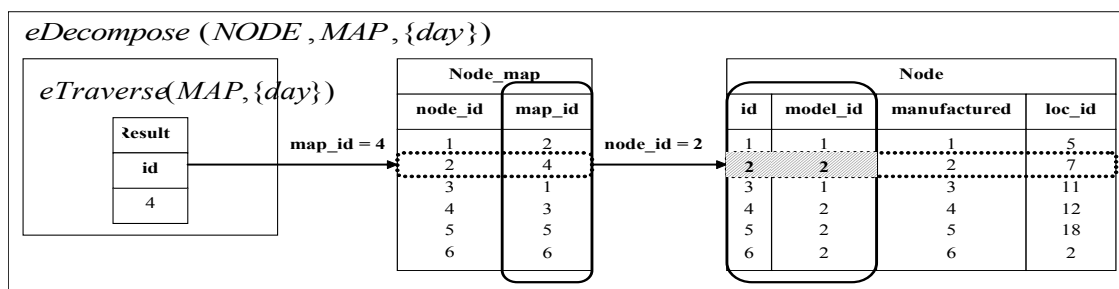 eDecompose (NODE, MAP, {day})
eTraverse(MAP, {day})
Result
id
4
map_id = 4
Node_map
node_id map_id
1 2
2 4
3 1
4 3
5 5
6 6
node_id = 2
Node
id model_id manufactured loc_id
1 1 1 5
2 2 2 7
3 1 3 11
4 2 4 12
5 2 5 18
6 2 6 2